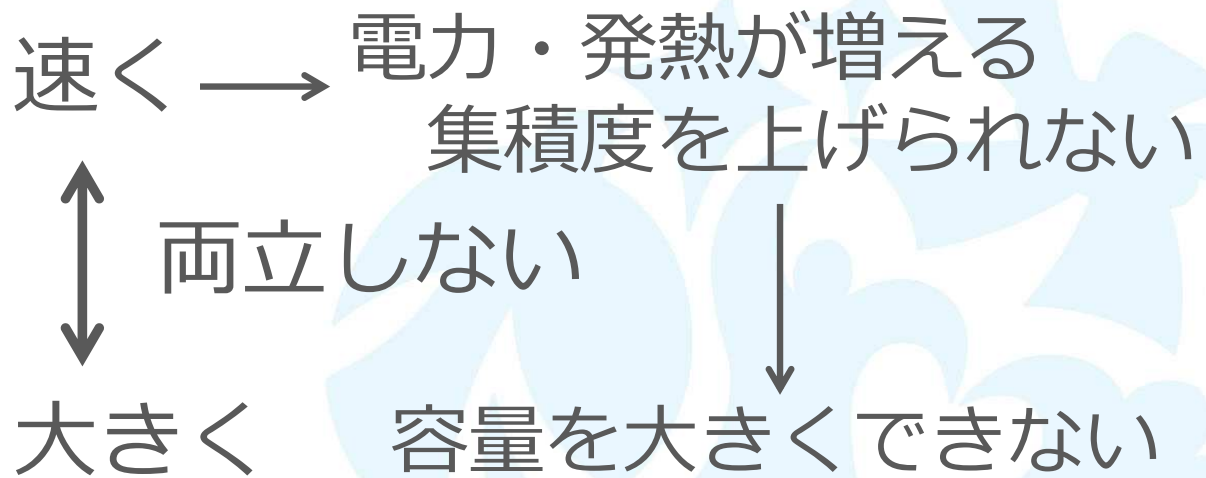 速く
電力・発熱が増える
集積度を上げられない
両立しない
大きく
容量を大きくできない